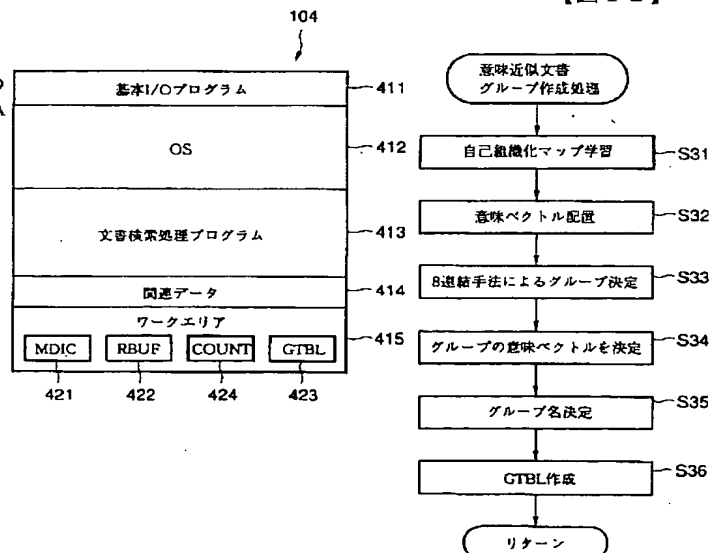 104
基本I/Oプログラム
411
OS
412
文書検索処理プログラム
413
関連データ
414
ワークエリア
415
MDIC
RBUF
COUNT
GTBL
421
422
424
423
意味近似文書
グループ作成処理
自己組織化マップ学習
S31
意味ベクトル配置
S32
8連結手法によるグループ決定
S33
グループの意味ベクトルを決定
S34
グループ名決定
S35
GTBL作成
S36
リターン